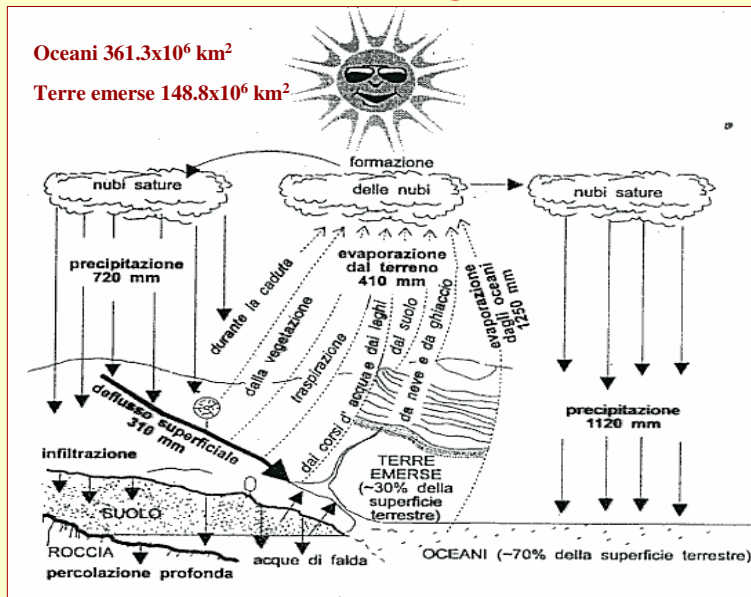 Oceani 361.3x10⁶ km²
Terre emerse 148.8x10⁶ km²
formazione
delle nubi
nubi sature
nubi sature
precipitazione
720 mm
evaporazione
dal terreno
410 mm
durante la caduta
dalla vegetazione
traspirazione
dai corsi d' acqua e dai laghi
dal suolo
da neve e da ghiaccio
evaporazione
dagli oceani
1250 mm
deflusso superficiale
310 mm
precipitazione
1120 mm
infiltrazione
TERRE
EMERSE
(~30% della
superficie
terrestre)
SUOLO
ROCCIA
acque di falda
percolazione profonda
OCEANI (~70% della superficie terrestre)